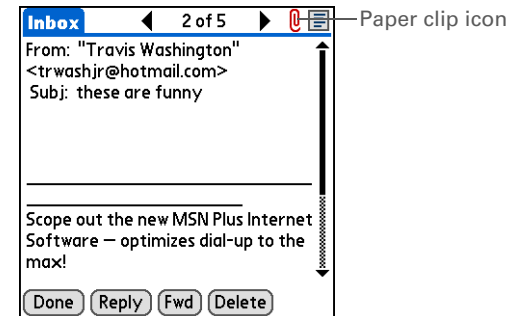 Inbox 2 of 5 Paper clip icon
From: "Travis Washington"
<trwashjr@hotmail.com>
Subj: these are funny
Scope out the new MSN Plus Internet
Software — optimizes dial-up to the
max!
Done Reply Fwd Delete